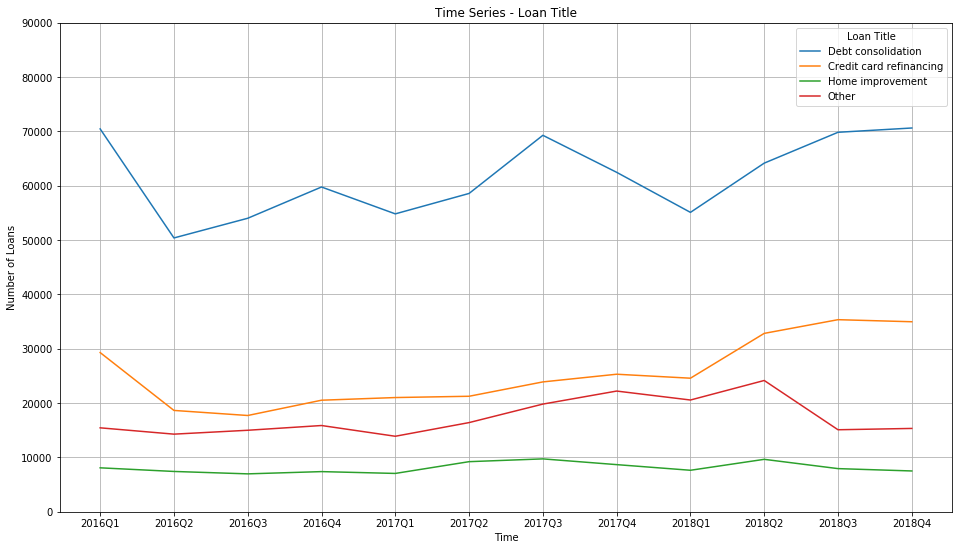 Time Series - Loan Title
Number of Loans
90000
80000
70000
60000
50000
40000
30000
20000
10000
0
Loan Title
Debt consolidation
Credit card refinancing
Home improvement
Other
2016Q1 2016Q2 2016Q3 2016Q4 2017Q1 2017Q2 2017Q3 2017Q4 2018Q1 2018Q2 2018Q3 2018Q4
Time